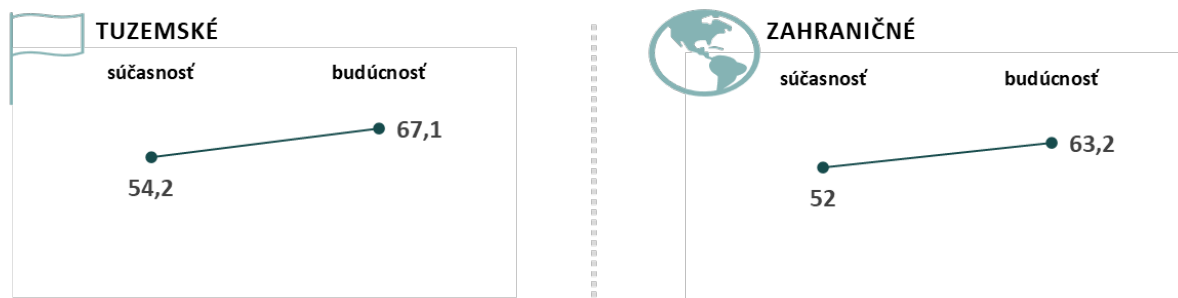 TUZEMSKÉ
súčasnosť budúcnosť
67,1
54,2
ZAHRANIČNÉ
súčasnosť budúcnosť
63,2
52